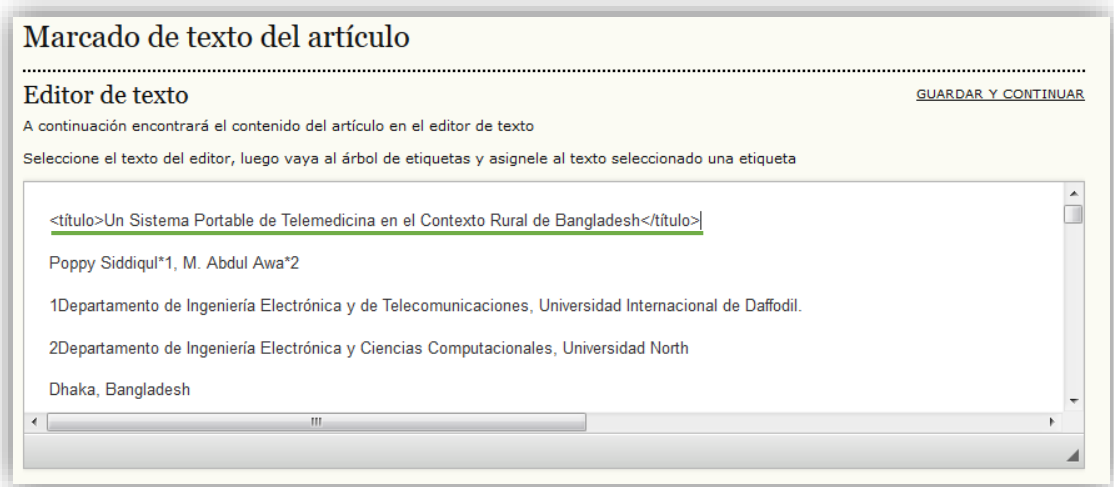 Marcado de texto del artículo
Editor de texto
GUARDAR Y CONTINUAR
A continuación encontrará el contenido del artículo en el editor de texto
Seleccione el texto del editor, luego vaya al árbol de etiquetas y asignele al texto seleccionado una etiqueta
<título>Un Sistema Portable de Telemedicina en el Contexto Rural de Bangladesh</título>
Poppy Siddiqul*1, M. Abdul Awa*2
1Departamento de Ingeniería Electrónica y de Telecomunicaciones, Universidad Internacional de Daffodil.
2Departamento de Ingeniería Electrónica y Ciencias Computacionales, Universidad North
Dhaka, Bangladesh